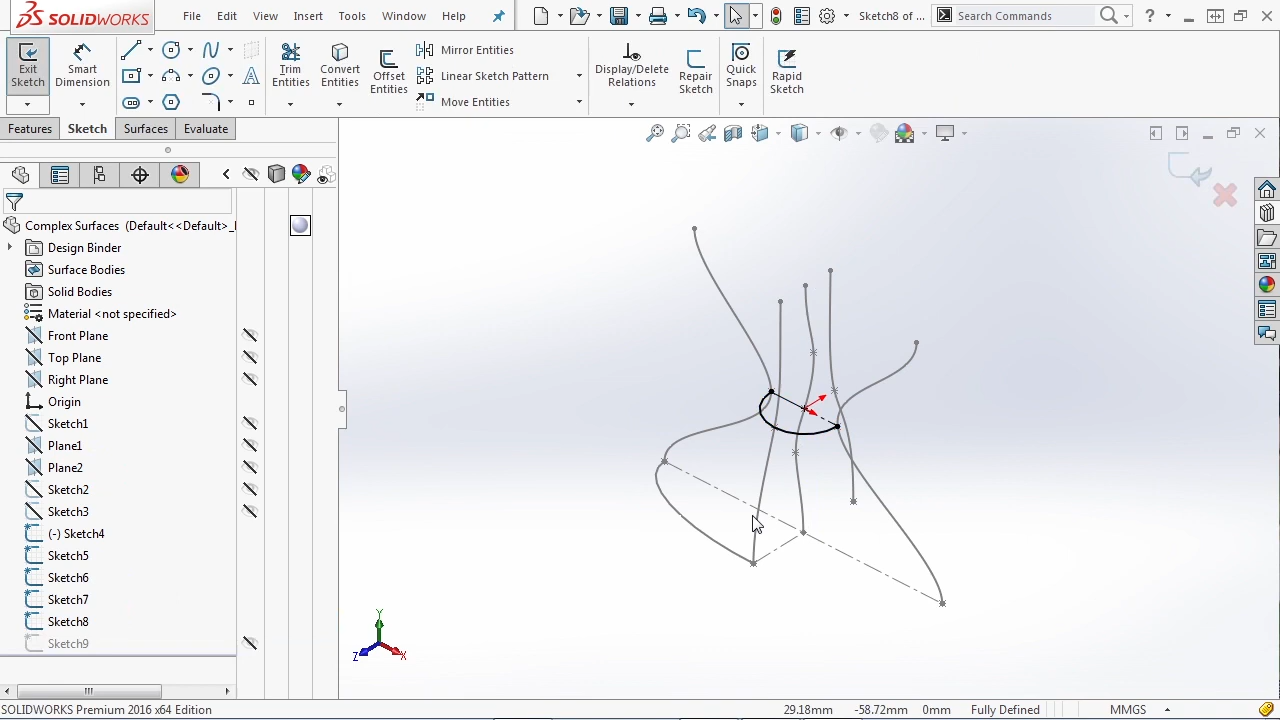 SOLIDWORKS
File Edit View Insert Tools Window Help
Sketch8 of ...
Search Commands
?
Exit Sketch
Smart Dimension
Trim Entities
Convert Entities
Offset Entities
Mirror Entities
Linear Sketch Pattern
Move Entities
Display/Delete Relations
Repair Sketch
Quick Snaps
Rapid Sketch
Features Sketch Surfaces Evaluate
Complex Surfaces (Default<<Default>_
Design Binder
Surface Bodies
Solid Bodies
Material <not specified>
Front Plane
Top Plane
Right Plane
Origin
Sketch1
Plane1
Plane2
Sketch2
Sketch3
(-) Sketch4
Sketch5
Sketch6
Sketch7
Sketch8
Sketch9
Y
Z X
SOLIDWORKS Premium 2016 x64 Edition
29.18mm -58.72mm 0mm Fully Defined MMGS